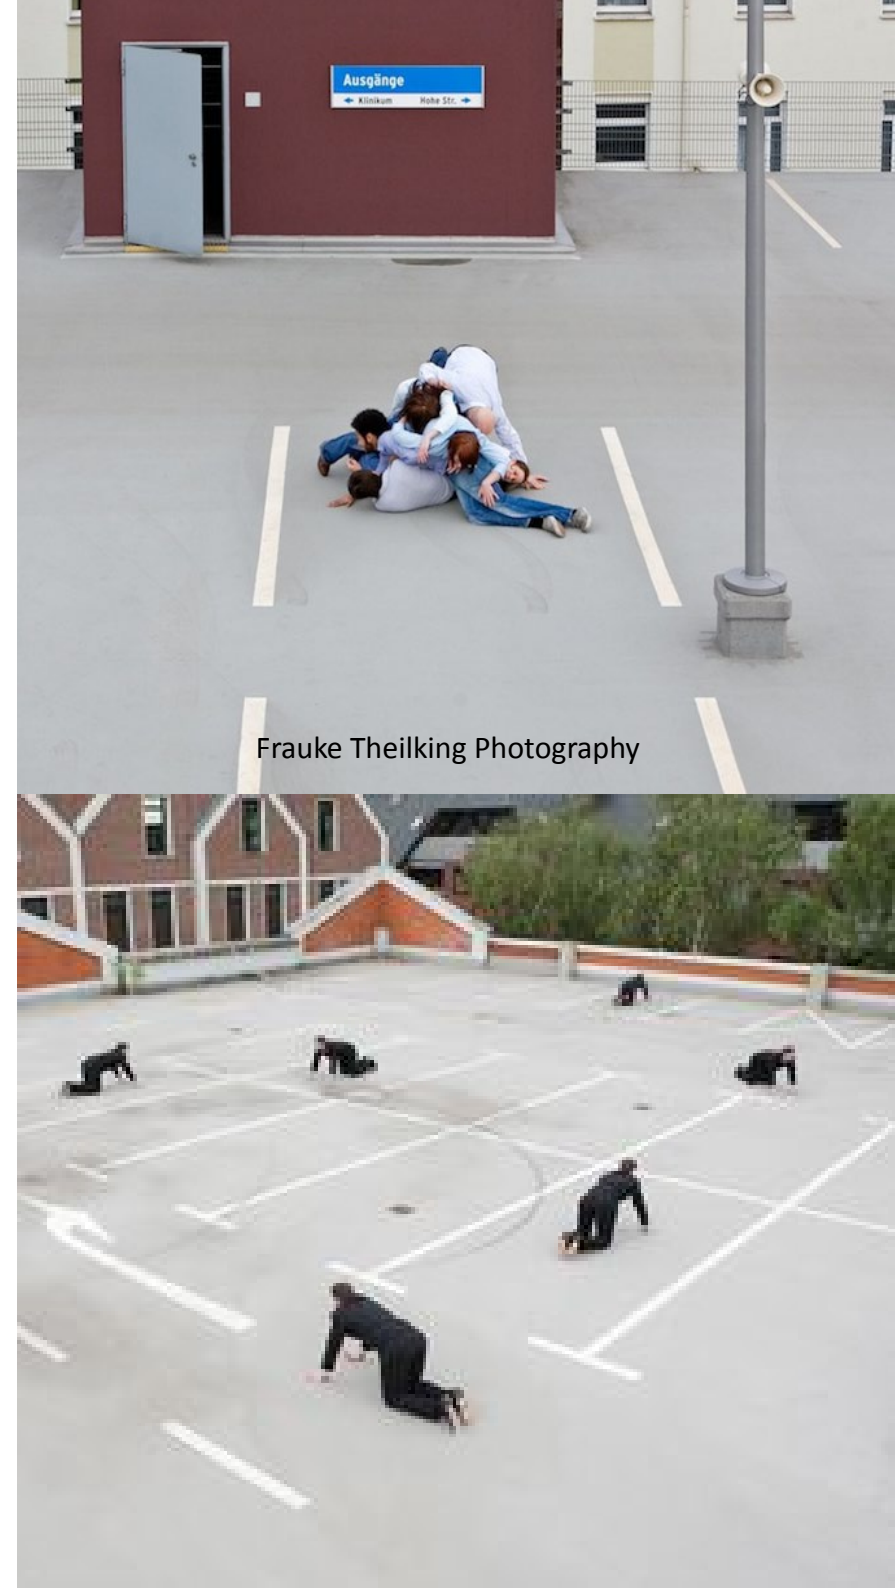 Ausgänge
← Klinikum Hohe Str. →
Frauke Theilking Photography